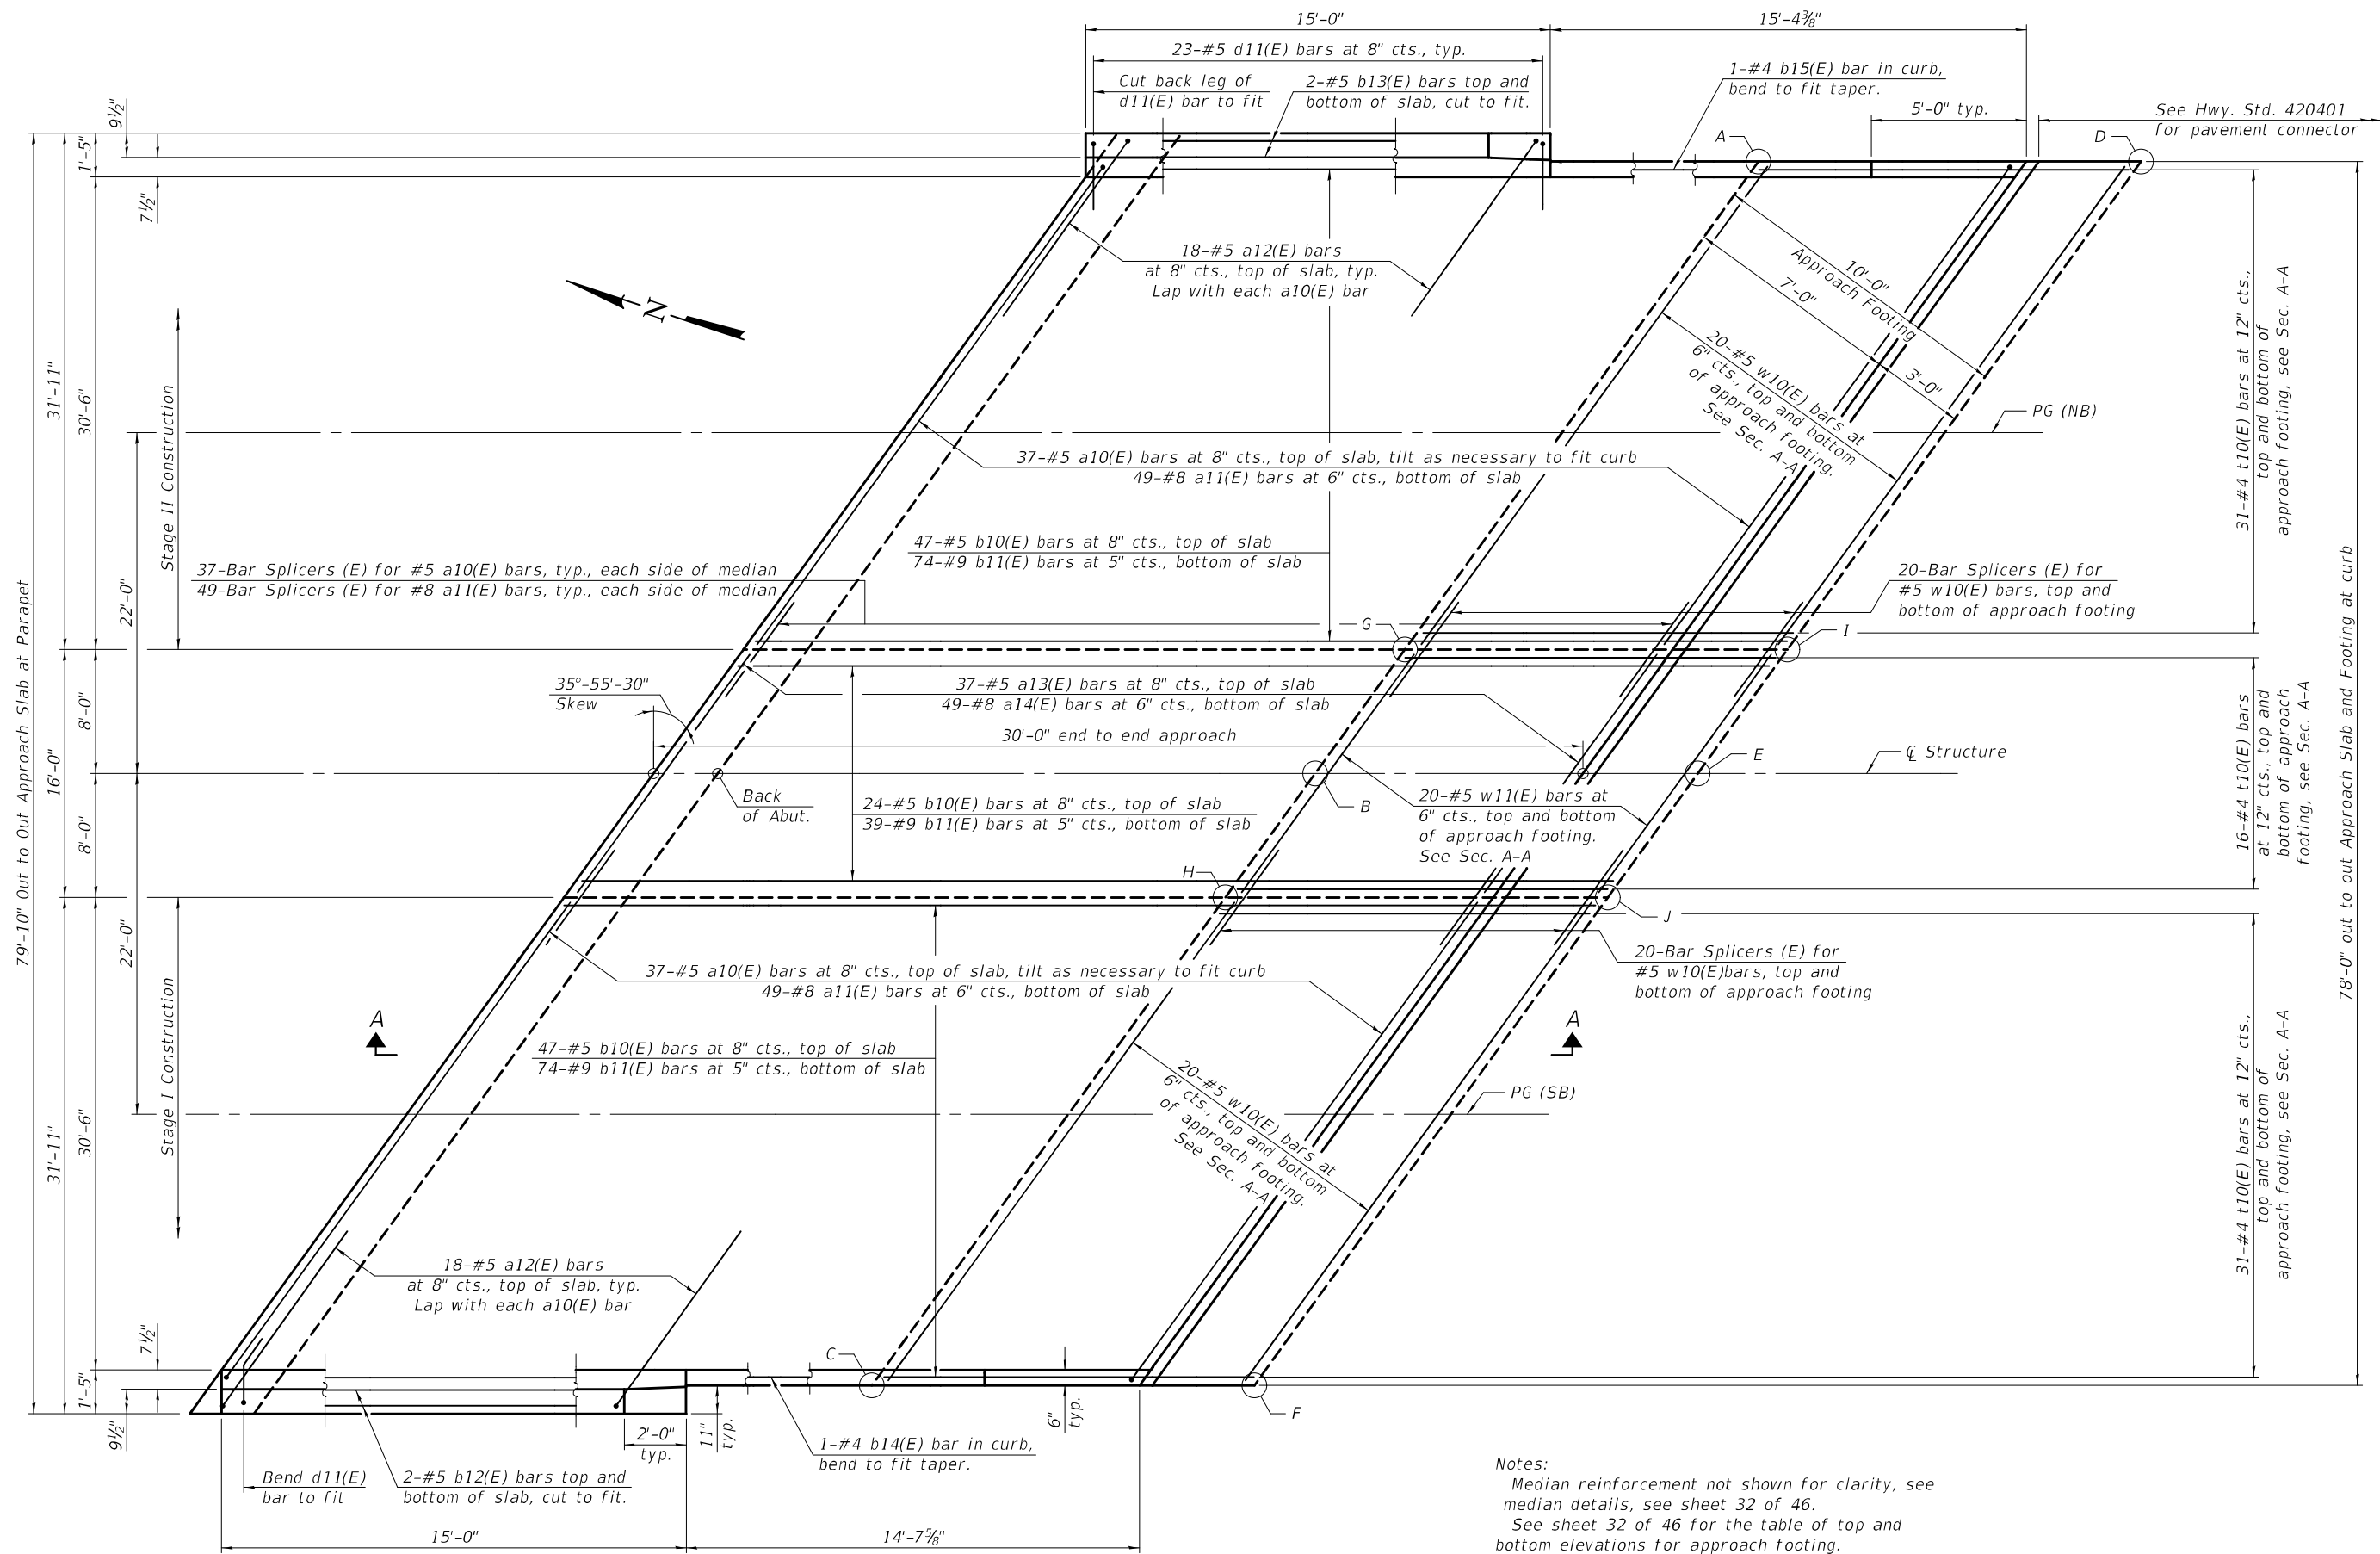 15'-0"
15'-4⅜"
23-#5 d11(E) bars at 8" cts., typ.
Cut back leg of
d11(E) bar to fit
2-#5 b13(E) bars top and
bottom of slab, cut to fit.
1-#4 b15(E) bar in curb,
bend to fit taper.
5'-0" typ.
See Hwy. Std. 420401
for pavement connector
A
D
9½"
1'-5"
7½"
18-#5 a12(E) bars
at 8" cts., top of slab, typ.
Lap with each a10(E) bar
N
10'-0"
Approach Footing
7'-0"
3'-0"
20-#5 w10(E) bars at
6" cts., top and bottom
of approach footing.
See Sec. A-A
31-#4 t10(E) bars at 12" cts.,
top and bottom of
approach footing, see Sec. A-A
PG (NB)
31'-11"
30'-6"
Stage II Construction
37-#5 a10(E) bars at 8" cts., top of slab, tilt as necessary to fit curb
49-#8 a11(E) bars at 6" cts., bottom of slab
47-#5 b10(E) bars at 8" cts., top of slab
74-#9 b11(E) bars at 5" cts., bottom of slab
37-Bar Splicers (E) for #5 a10(E) bars, typ., each side of median
49-Bar Splicers (E) for #8 a11(E) bars, typ., each side of median
20-Bar Splicers (E) for
#5 w10(E) bars, top and
bottom of approach footing
G
I
79'-10" Out to Out Approach Slab at Parapet
22'-0"
78'-0" out to out Approach Slab and Footing at curb
35°-55'-30"
Skew
37-#5 a13(E) bars at 8" cts., top of slab
49-#8 a14(E) bars at 6" cts., bottom of slab
30'-0" end to end approach
8'-0"
16'-0"
8'-0"
E
℄ Structure
16-#4 t10(E) bars
at 12" cts., top and
bottom of approach
footing, see Sec. A-A
Back
of Abut.
24-#5 b10(E) bars at 8" cts., top of slab
39-#9 b11(E) bars at 5" cts., bottom of slab
B
20-#5 w11(E) bars at
6" cts., top and bottom
of approach footing.
See Sec. A-A
H
J
22'-0"
20-Bar Splicers (E) for
#5 w10(E)bars, top and
bottom of approach footing
37-#5 a10(E) bars at 8" cts., top of slab, tilt as necessary to fit curb
49-#8 a11(E) bars at 6" cts., bottom of slab
A
A
Stage I Construction
31'-11"
30'-6"
47-#5 b10(E) bars at 8" cts., top of slab
74-#9 b11(E) bars at 5" cts., bottom of slab
20-#5 w10(E) bars at
6" cts., top and bottom
of approach footing.
See Sec. A-A
PG (SB)
31-#4 t10(E) bars at 12" cts.,
top and bottom of
approach footing, see Sec. A-A
18-#5 a12(E) bars
at 8" cts., top of slab, typ.
Lap with each a10(E) bar
7½"
1'-5"
9½"
C
F
2'-0"
typ.
11"
typ.
6"
typ.
1-#4 b14(E) bar in curb,
bend to fit taper.
Bend d11(E)
bar to fit
2-#5 b12(E) bars top and
bottom of slab, cut to fit.
15'-0"
14'-7⅝"
Notes:
Median reinforcement not shown for clarity, see
median details, see sheet 32 of 46.
See sheet 32 of 46 for the table of top and
bottom elevations for approach footing.